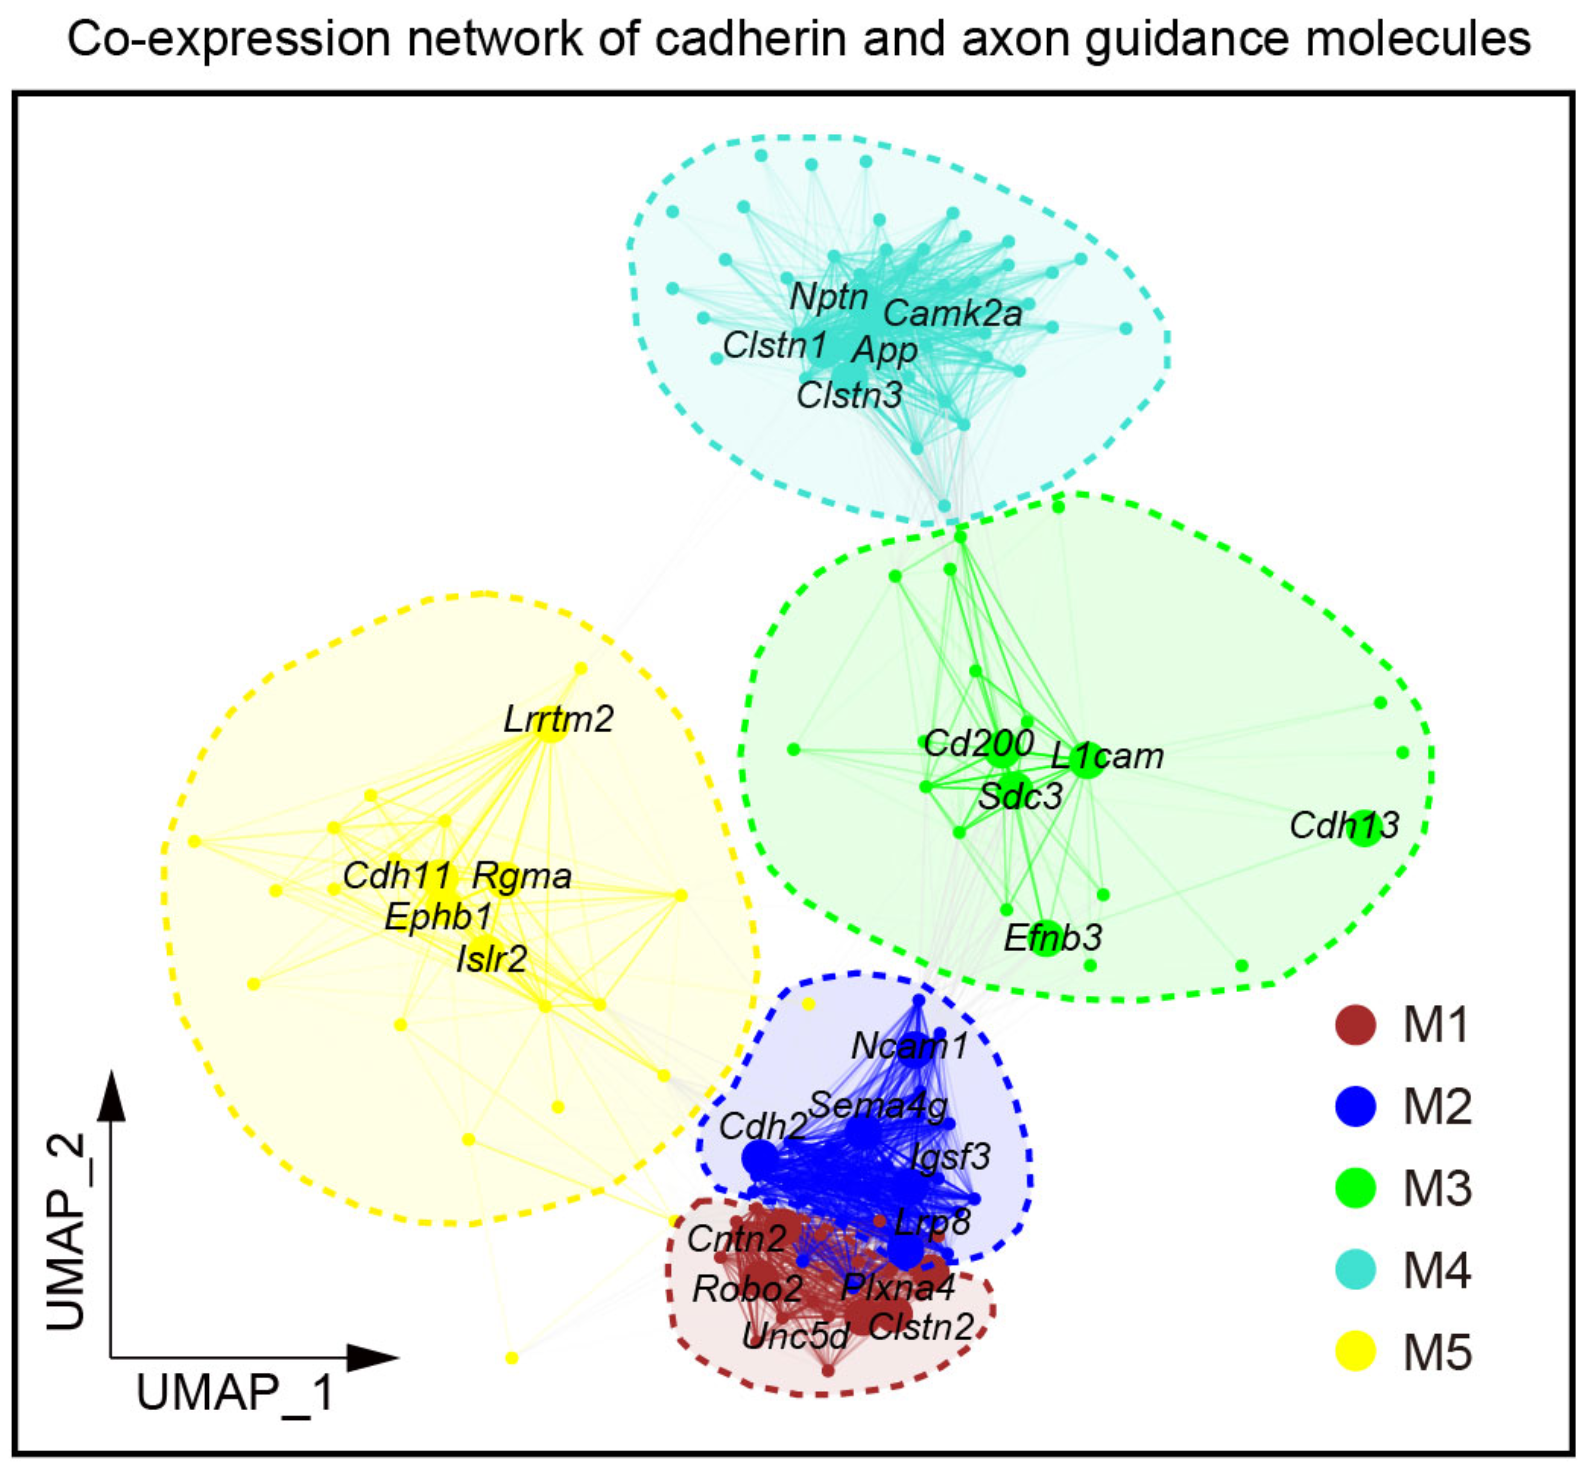 Co-expression network of cadherin and axon guidance molecules
Nptn
Camk2a
Clstn1
App
Clstn3
Lrrtm2
Cd200
L1cam
Sdc3
Cdh13
Cdh11
Rgma
Ephb1
Islr2
Efnb3
Ncam1
Sema4g
Cdh2
Igsf3
Lrp8
Cntn2
Robo2
Plxna4
Unc5d
Clstn2
M1
M2
M3
M4
M5
UMAP_2
UMAP_1